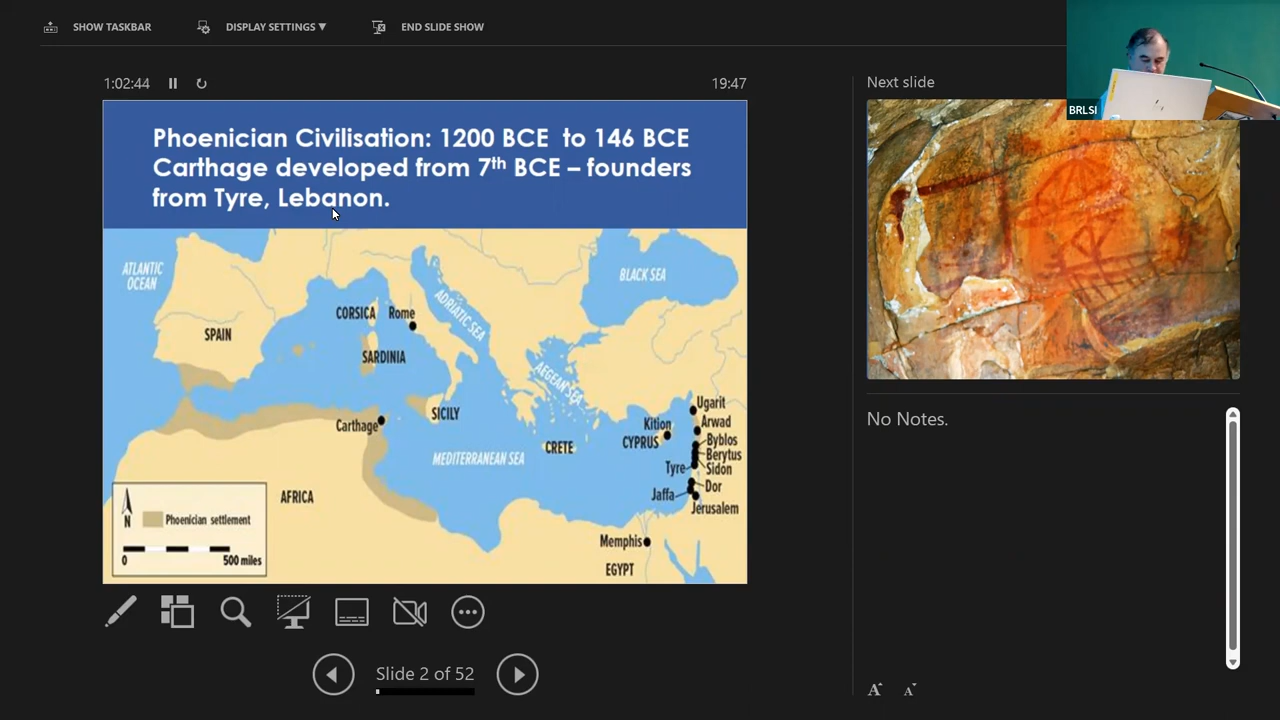 SHOW TASKBAR
DISPLAY SETTINGS ▼
END SLIDE SHOW
1:02:44
19:47
Phoenician Civilisation: 1200 BCE to 146 BCE
Carthage developed from 7th BCE – founders
from Tyre, Lebanon.
ATLANTIC
OCEAN
BLACK SEA
ADRIATIC SEA
CORSICA
Rome
SPAIN
SARDINIA
AEGEAN SEA
SICILY
Carthage
CRETE
MEDITERRANEAN SEA
Kition
CYPRUS
Ugarit
Arwad
Byblos
Berytus
Sidon
Tyre
Dor
Jaffa
Jerusalem
AFRICA
Memphis
EGYPT
N
Phoenician settlement
0
500 miles
Slide 2 of 52
Next slide
BRLSI
No Notes.
A
A